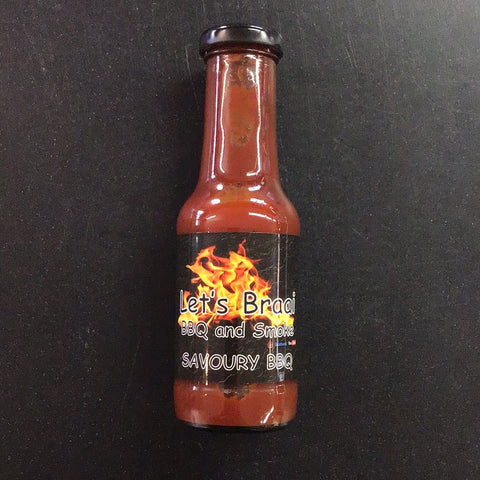 Let's Braai
BBQ and Smoke
SAVOURY BBQ